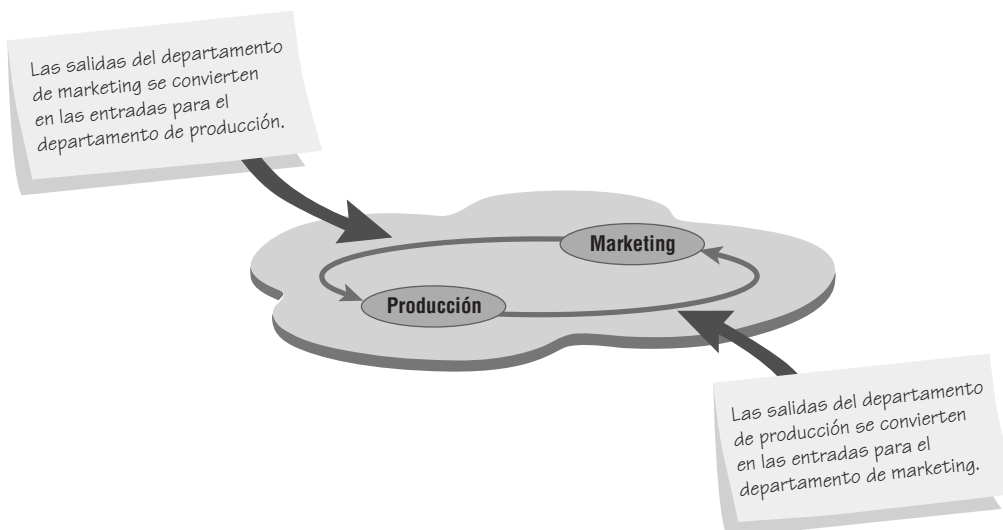 Las salidas del departamento
de marketing se convierten
en las entradas para el
departamento de producción.
Marketing
Producción
Las salidas del departamento
de producción se convierten
en las entradas para el
departamento de marketing.